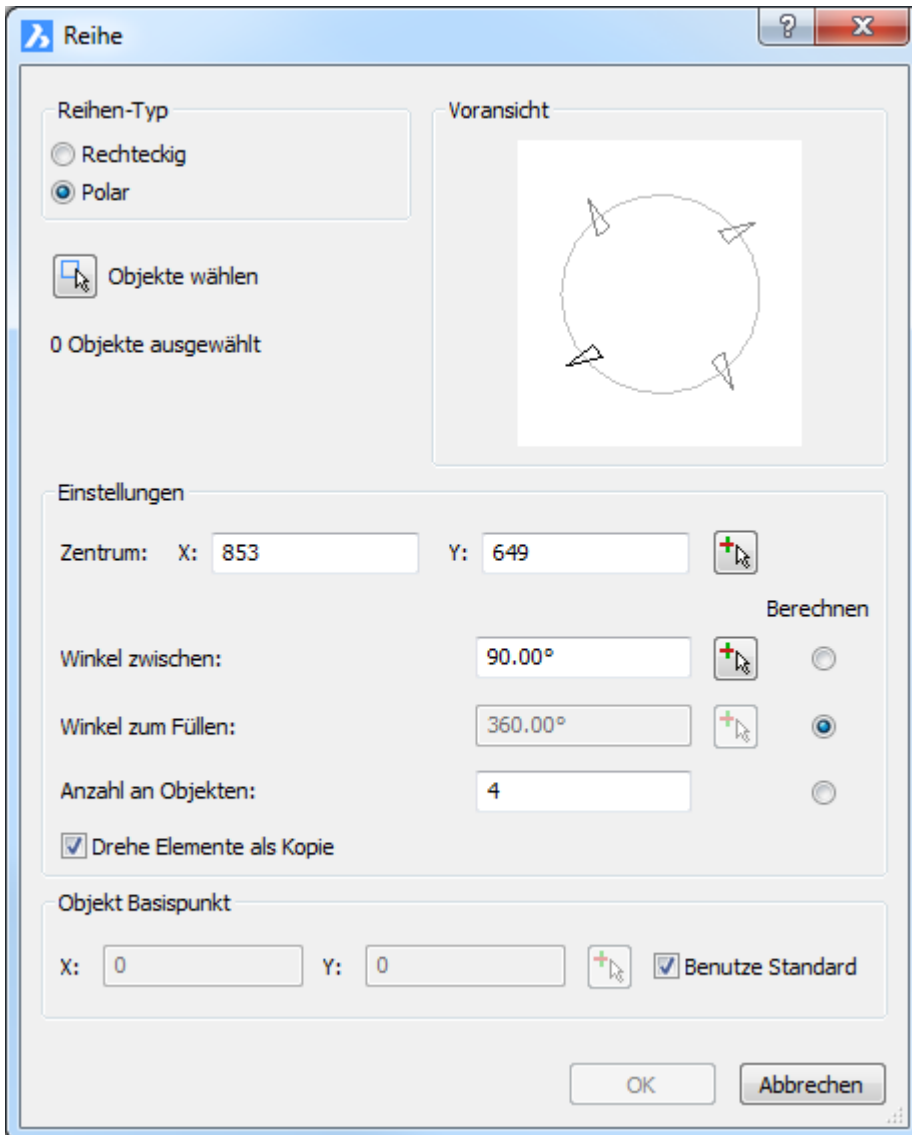 Reihe
Reihen-Typ
Rechteckig
Polar
Objekte wählen
0 Objekte ausgewählt
Voransicht
Einstellungen
Zentrum: X: 853 Y: 649
Berechnen
Winkel zwischen: 90.00°
Winkel zum Füllen: 360.00°
Anzahl an Objekten: 4
Drehe Elemente als Kopie
Objekt Basispunkt
X: 0 Y: 0 Benutze Standard
OK Abbrechen